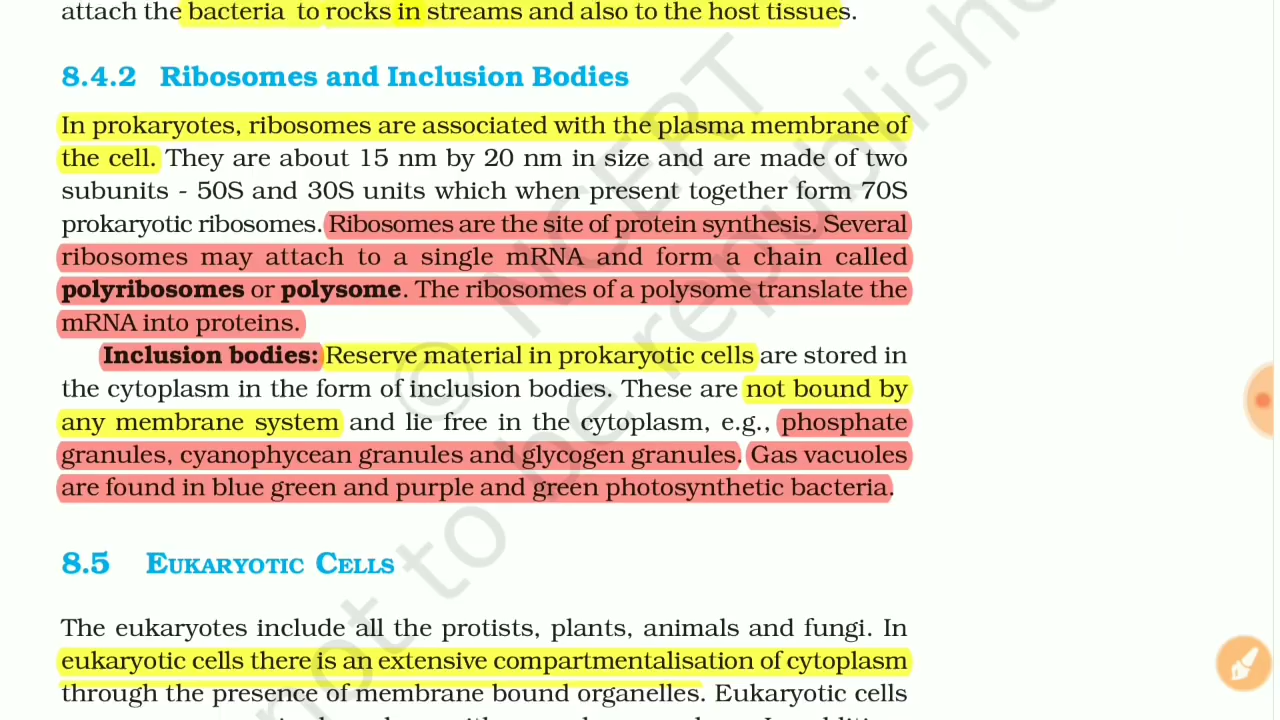 attach the bacteria to rocks in streams and also to the host tissues.
8.4.2 Ribosomes and Inclusion Bodies
In prokaryotes, ribosomes are associated with the plasma membrane of
the cell. They are about 15 nm by 20 nm in size and are made of two
subunits - 50S and 30S units which when present together form 70S
prokaryotic ribosomes. Ribosomes are the site of protein synthesis. Several
ribosomes may attach to a single mRNA and form a chain called
polyribosomes or polysome. The ribosomes of a polysome translate the
mRNA into proteins.
Inclusion bodies: Reserve material in prokaryotic cells are stored in
the cytoplasm in the form of inclusion bodies. These are not bound by
any membrane system and lie free in the cytoplasm, e.g., phosphate
granules, cyanophycean granules and glycogen granules. Gas vacuoles
are found in blue green and purple and green photosynthetic bacteria.
8.5 EUKARYOTIC CELLS
The eukaryotes include all the protists, plants, animals and fungi. In
eukaryotic cells there is an extensive compartmentalisation of cytoplasm
through the presence of membrane bound organelles. Eukaryotic cells
© NCERT
not to be republished